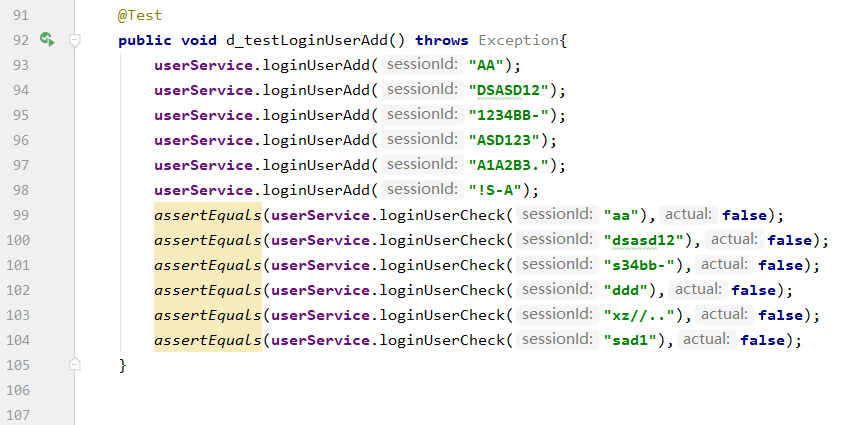 91 @Test
92 public void d_testLoginUserAdd() throws Exception{
93 userService.loginUserAdd( sessionId: "AA");
94 userService.loginUserAdd( sessionId: "DSASD12");
95 userService.loginUserAdd( sessionId: "1234BB-");
96 userService.loginUserAdd( sessionId: "ASD123");
97 userService.loginUserAdd( sessionId: "A1A2B3.");
98 userService.loginUserAdd( sessionId: "!S-A");
99 assertEquals(userService.loginUserCheck( sessionId: "aa"), actual: false);
100 assertEquals(userService.loginUserCheck( sessionId: "dsasd12"), actual: false);
101 assertEquals(userService.loginUserCheck( sessionId: "s34bb-"), actual: false);
102 assertEquals(userService.loginUserCheck( sessionId: "ddd"), actual: false);
103 assertEquals(userService.loginUserCheck( sessionId: "xz//.."), actual: false);
104 assertEquals(userService.loginUserCheck( sessionId: "sad1"), actual: false);
105 }
106
107